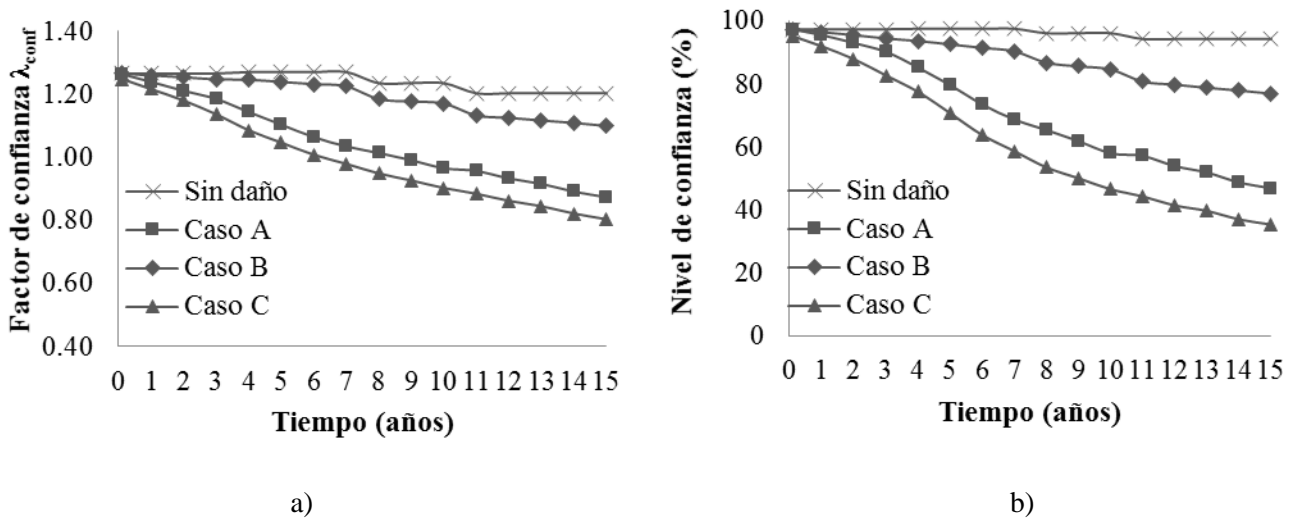 Factor de confianza λconf
1.40
1.20
1.00
0.80
0.60
0.40
Sin daño
Caso A
Caso B
Caso C
0 1 2 3 4 5 6 7 8 9 10 11 12 13 14 15
Tiempo (años)
a)
Nivel de confianza (%)
100
80
60
40
20
0
Sin daño
Caso A
Caso B
Caso C
0 1 2 3 4 5 6 7 8 9 10 11 12 13 14 15
Tiempo (años)
b)